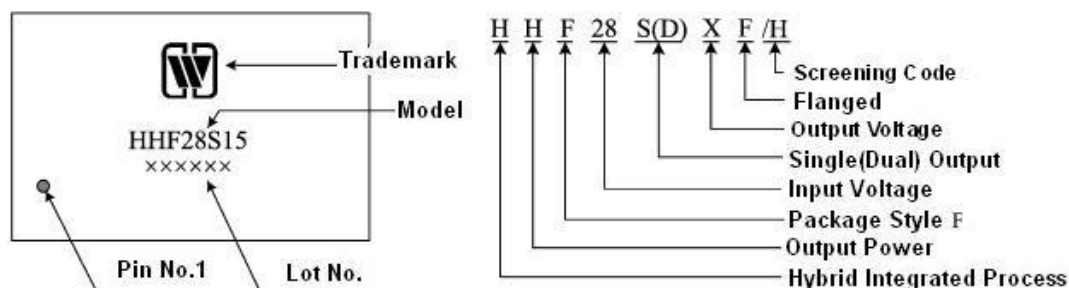 Trademark
Model
HHF28S15
××××××
Pin No.1
Lot No.
H H F 28 S(D) X F /H
Screening Code
Flanged
Output Voltage
Single(Dual) Output
Input Voltage
Package Style F
Output Power
Hybrid Integrated Process